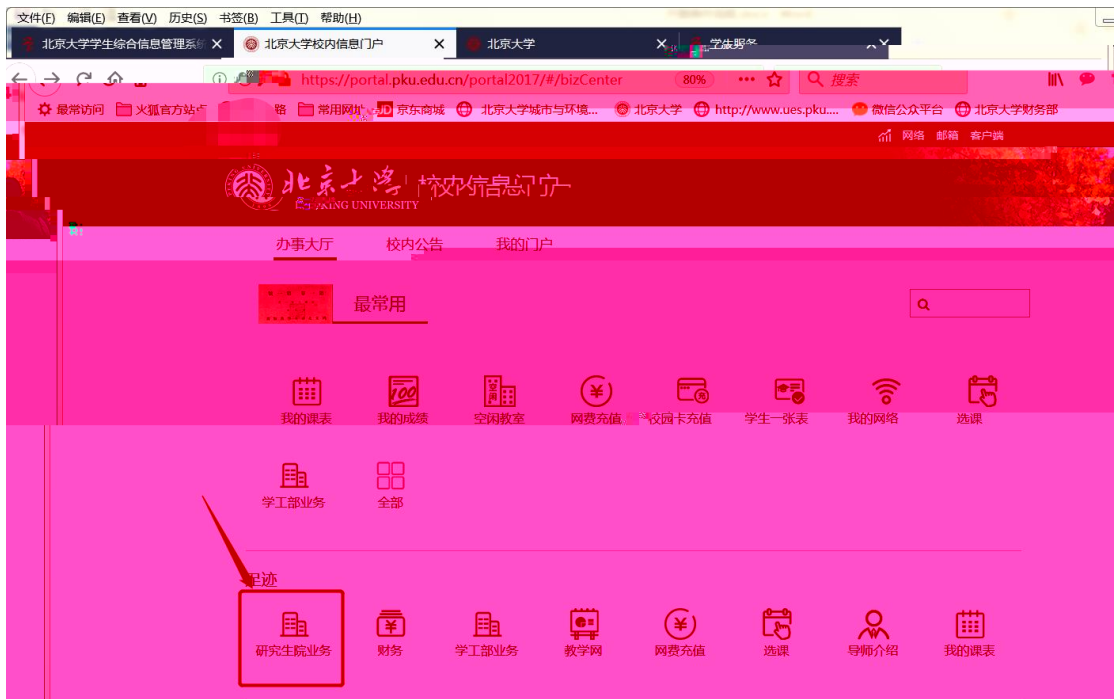 文件(F) 编辑(E) 查看(V) 历史(S) 书签(B) 工具(T) 帮助(H)
北京大学学生综合信息管理系统 北京大学校内信息门户 北京大学
https://portal.pku.edu.cn/portal2017/#/bizCenter 80% 搜索
最常访问 火狐官方站点 常用网址 JD 京东商城 北京大学城市与环境... 北京大学 http://www.ues.pku.... 微信公众平台 北京大学财务部
网络 邮箱 客户端
北京大学 校内信息门户
UNIVERSITY
办事大厅 校内公告 我的门户
最常用
我的课表 我的成绩 空闲教室 网费充值 校园卡充值 学生一张表 我的网络 选课
学工部业务 全部
足迹
研究生院业务 财务 学工部业务 教学网 网费充值 选课 导师介绍 我的课表